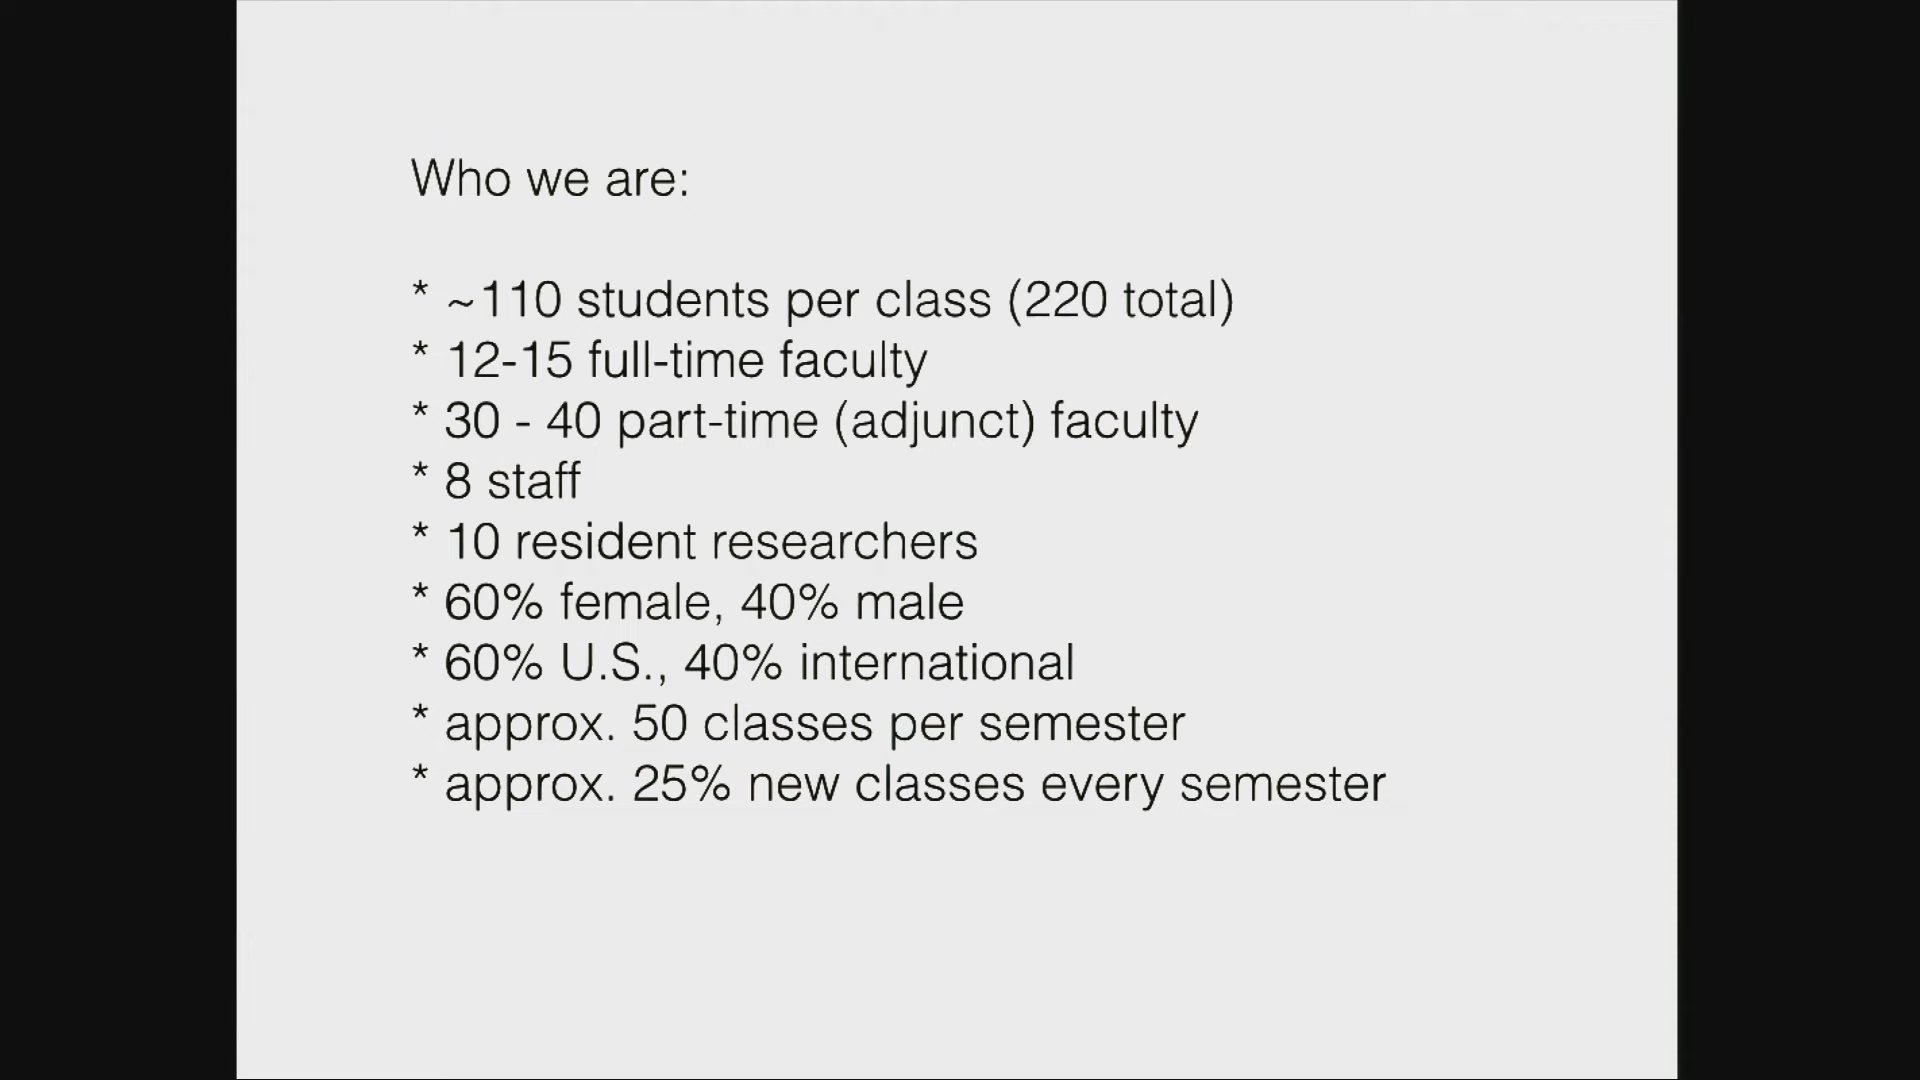 Who we are:
* ~110 students per class (220 total)
* 12-15 full-time faculty
* 30 - 40 part-time (adjunct) faculty
* 8 staff
* 10 resident researchers
* 60% female, 40% male
* 60% U.S., 40% international
* approx. 50 classes per semester
* approx. 25% new classes every semester